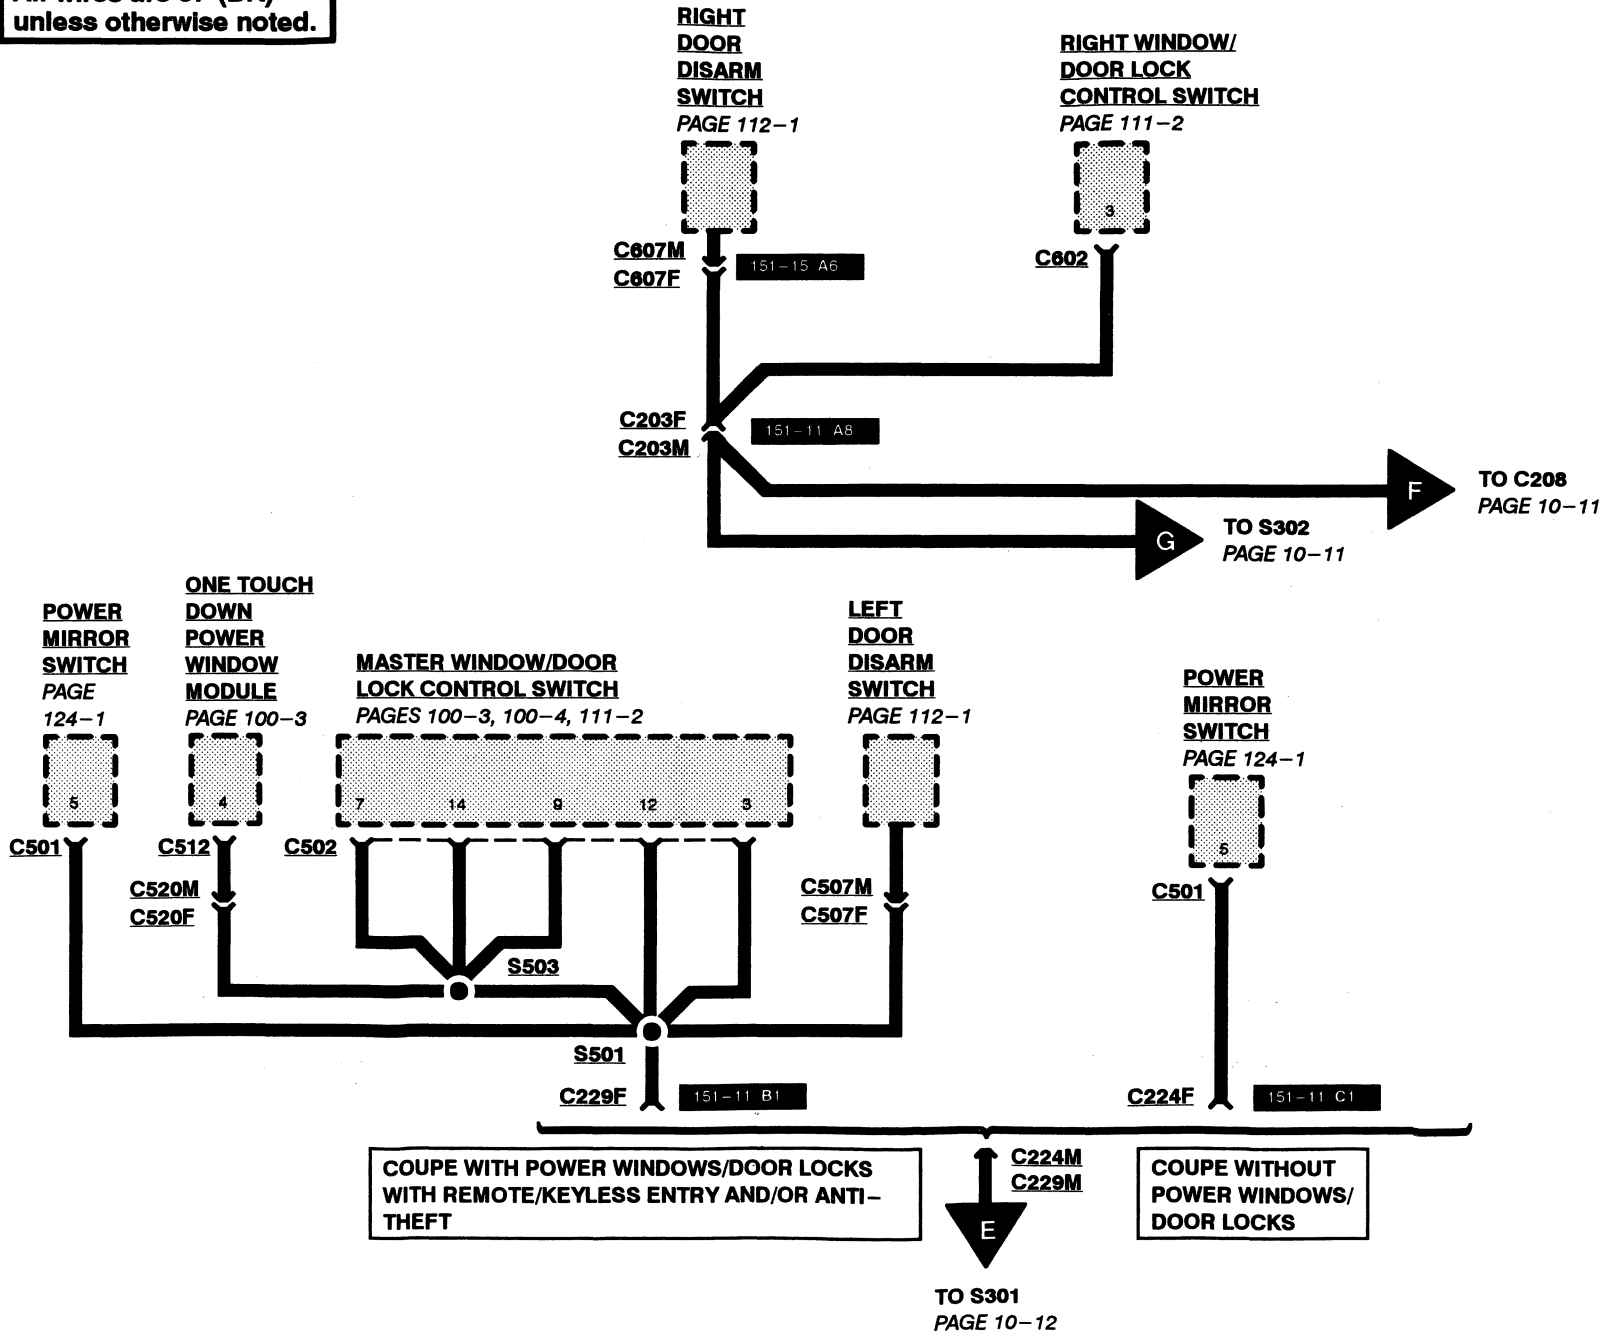 unless otherwise noted.
RIGHT
DOOR
DISARM
SWITCH
PAGE 112-1
RIGHT WINDOW/
DOOR LOCK
CONTROL SWITCH
PAGE 111-2
3
C607M
C607F
151-15 A6
C602
C203F
C203M
151-11 A8
F
TO C208
PAGE 10-11
G
TO S302
PAGE 10-11
POWER
MIRROR
SWITCH
PAGE
124-1
ONE TOUCH
DOWN
POWER
WINDOW
MODULE
PAGE 100-3
MASTER WINDOW/DOOR
LOCK CONTROL SWITCH
PAGES 100-3, 100-4, 111-2
LEFT
DOOR
DISARM
SWITCH
PAGE 112-1
POWER
MIRROR
SWITCH
PAGE 124-1
5
4
7 14 9 12 3
5
C501
C512
C502
C520M
C520F
C507M
C507F
C501
S503
S501
C229F
151-11 B1
C224F
151-11 C1
COUPE WITH POWER WINDOWS/DOOR LOCKS
WITH REMOTE/KEYLESS ENTRY AND/OR ANTI-
THEFT
C224M
C229M
COUPE WITHOUT
POWER WINDOWS/
DOOR LOCKS
E
TO S301
PAGE 10-12